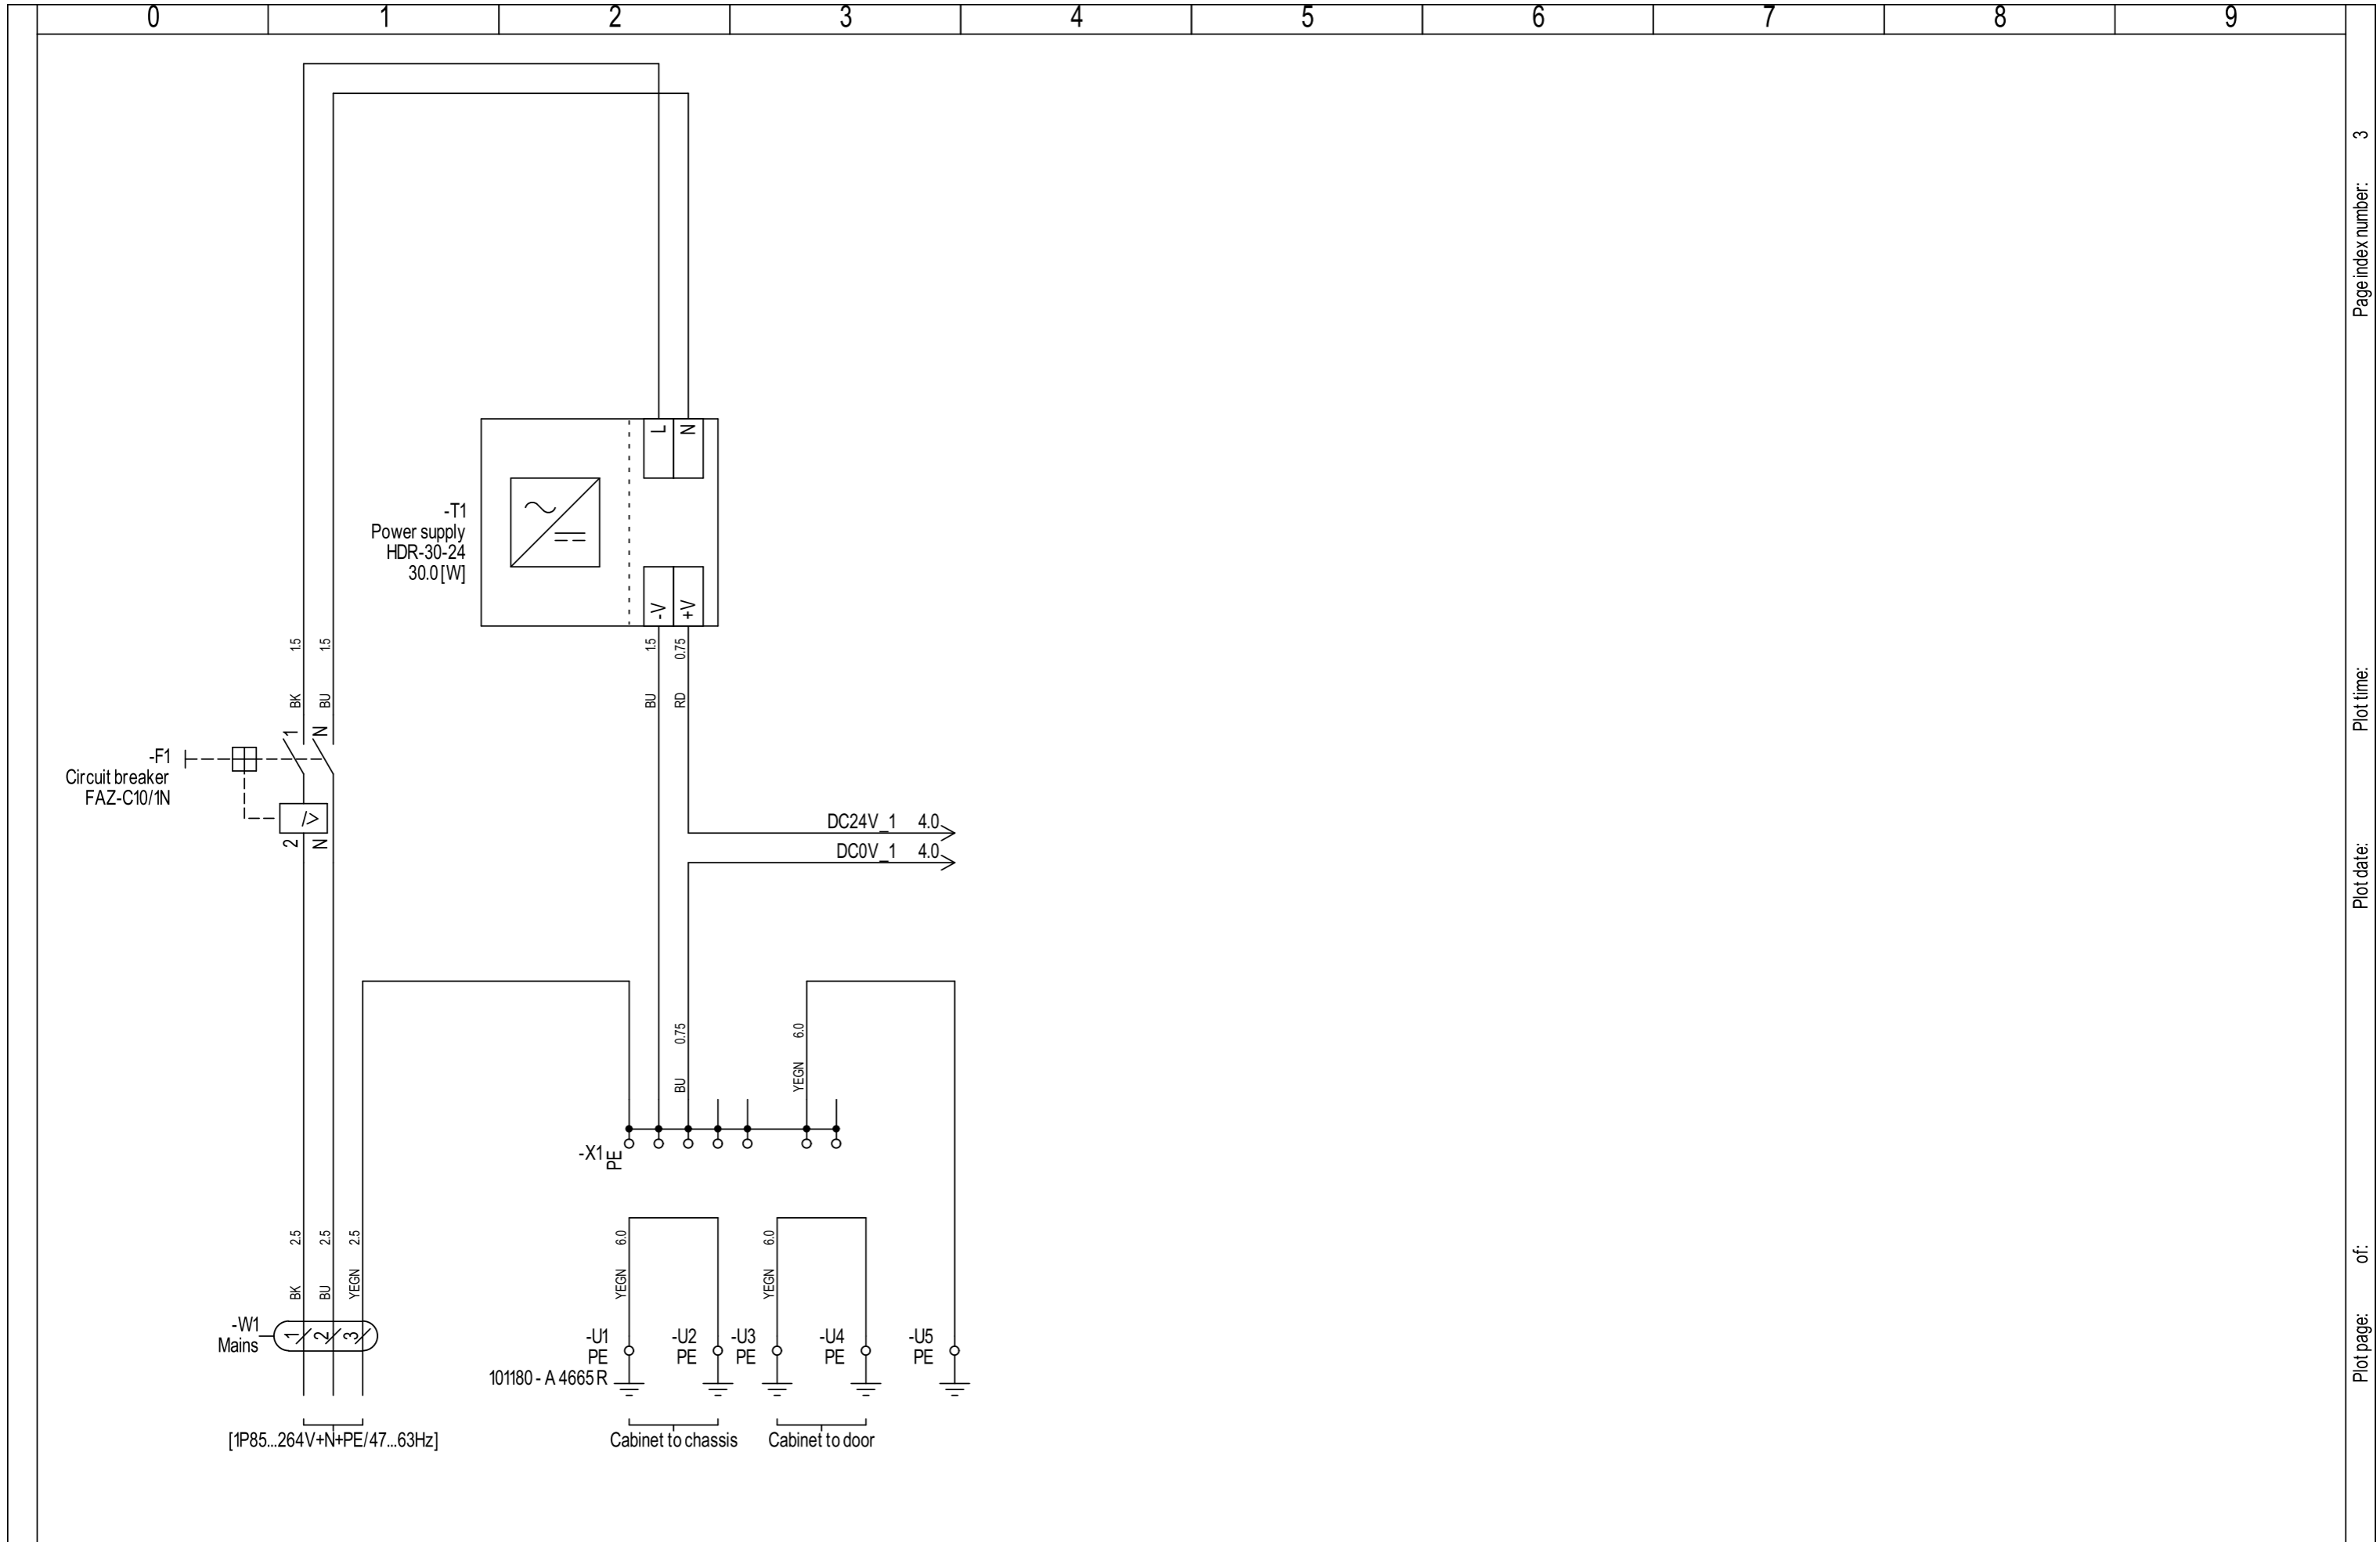 0 1 2 3 4 5 6 7 8 9
-T1
Power supply
HDR-30-24
30.0 [W]
L
N
-V
+V
BK 1.5
BU 1.5
BU 1.5
RD 0.75
-F1
Circuit breaker
FAZ-C10/1N
1
N
I>
2
N
DC24V_1 4.0
DC0V_1 4.0
BU 0.75
YEGN 6.0
-X1
PE
BK 2.5
BU 2.5
YEGN 2.5
YEGN 6.0
YEGN 6.0
-W1
Mains
1
2
3
-U1
PE
101180 - A 4665 R
-U2
PE
-U3
PE
-U4
PE
-U5
PE
[1P85...264V+N+PE/47...63Hz]
Cabinet to chassis
Cabinet to door
Page index number: 3
Plot time:
Plot date:
Plot page: of: